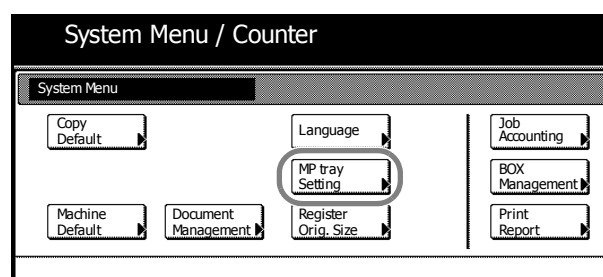 System Menu / Counter
System Menu
Copy
Default
Language
Job
Accounting
MP tray
Setting
BOX
Management
Machine
Default
Document
Management
Register
Orig. Size
Print
Report